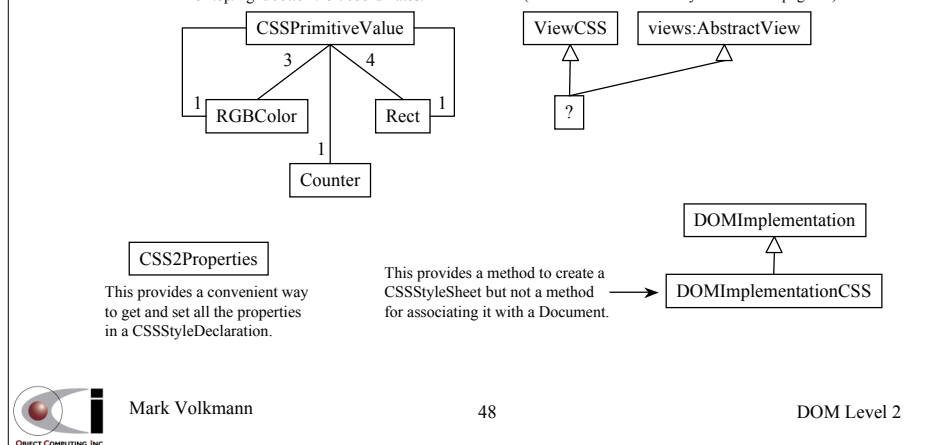 CSSPrimitiveValue
ViewCSS
views:AbstractView
3
4
1
RGBColor
Rect
1
?
1
Counter
DOMImplementation
CSS2Properties
This provides a convenient way
to get and set all the properties
in a CSSStyleDeclaration.
This provides a method to create a
CSSStyleSheet but not a method
for associating it with a Document.
DOMImplementationCSS
Mark Volkmann
48
DOM Level 2
OBJECT COMPUTING, INC.